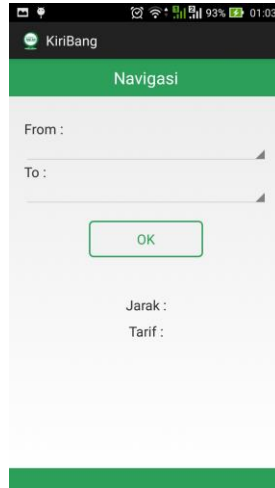 93% 01:03
KiriBang
Navigasi
From :
To :
OK
Jarak :
Tarif :